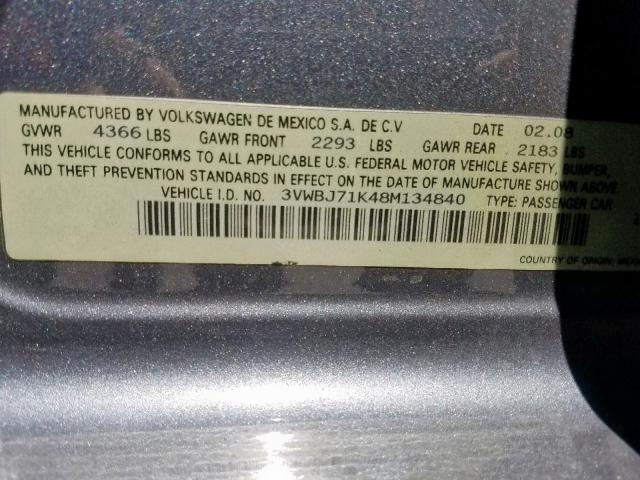 MANUFACTURED BY VOLKSWAGEN DE MEXICO S.A. DE C.V DATE 02.08
GVWR 4366 LBS GAWR FRONT 2293 LBS GAWR REAR 2183 LBS
THIS VEHICLE CONFORMS TO ALL APPLICABLE U.S. FEDERAL MOTOR VEHICLE SAFETY, BUMPER,
AND THEFT PREVENTION STANDARDS IN EFFECT ON THE DATE OF MANUFACTURE SHOWN ABOVE.
VEHICLE I.D. NO. 3VWBJ71K48M134840 TYPE: PASSENGER CAR
COUNTRY OF ORIGIN: